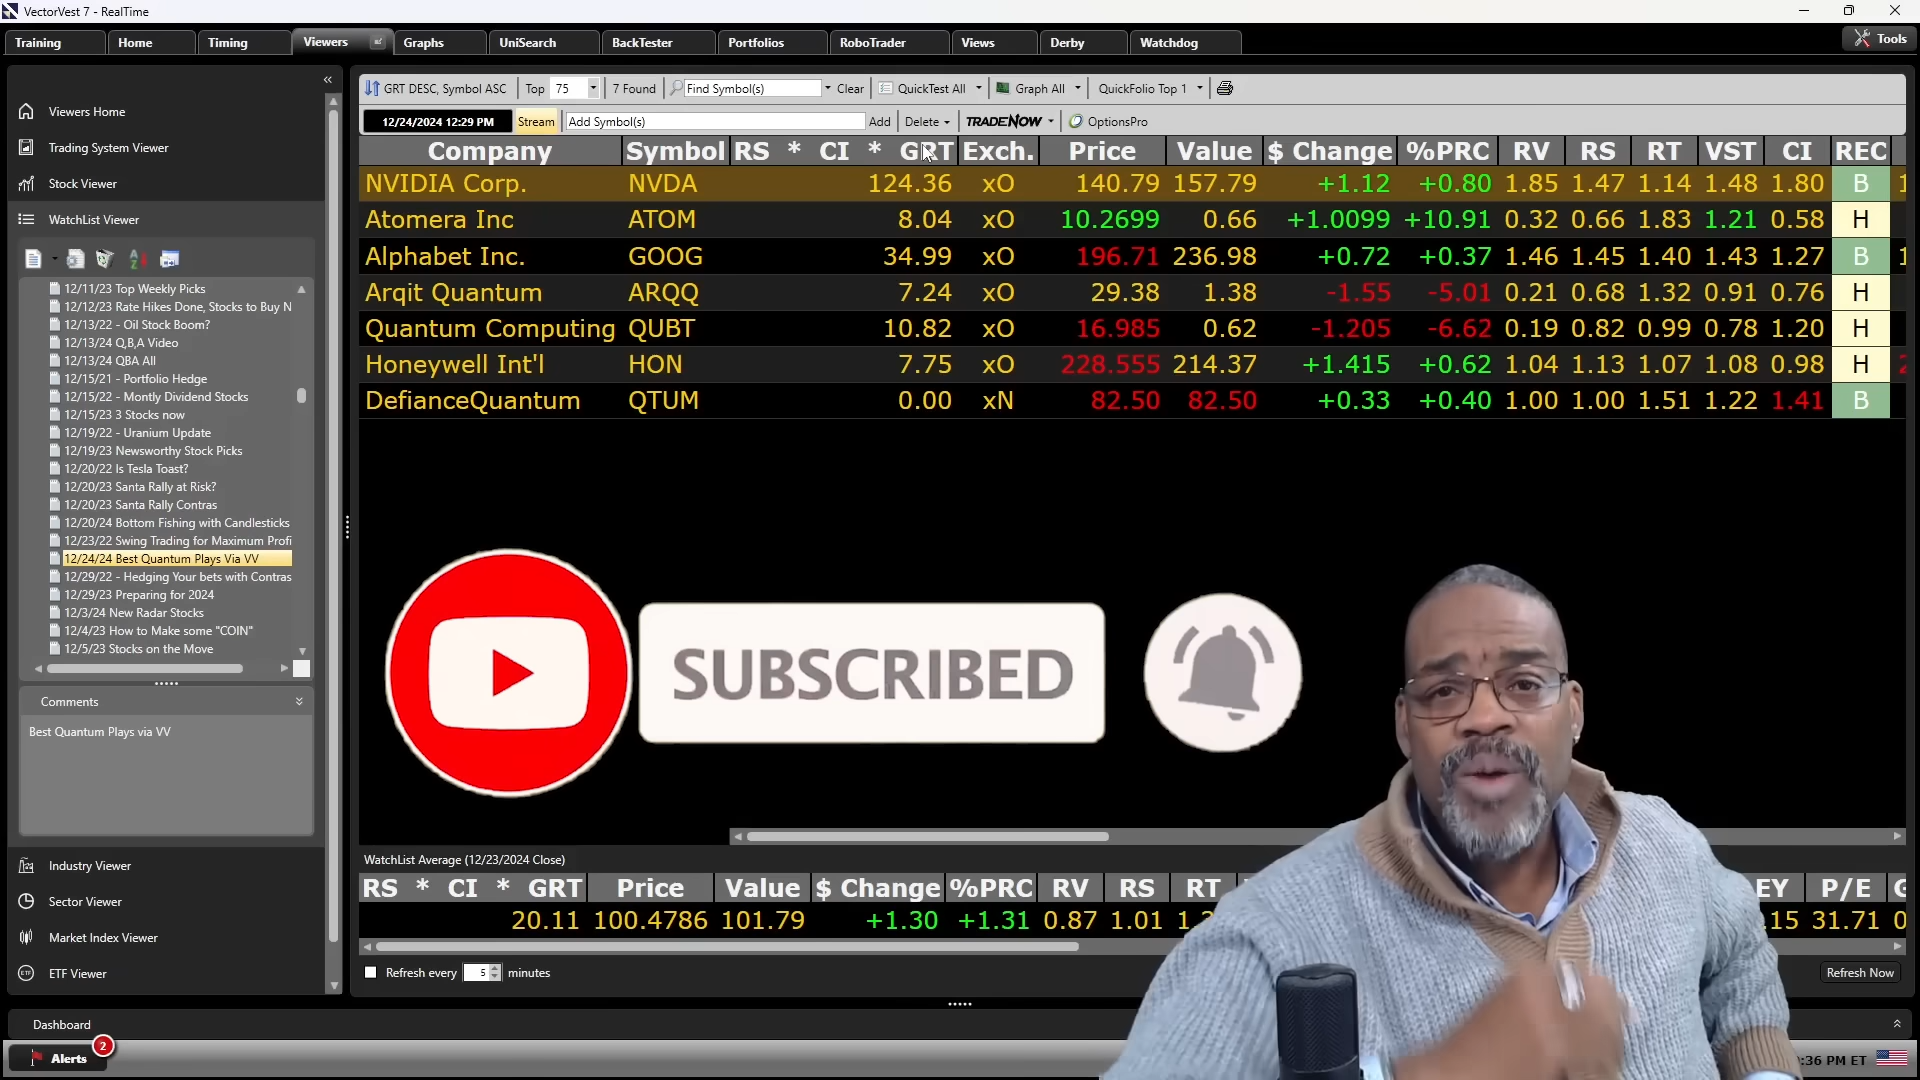 VectorVest 7 - RealTime
Training Home Timing Viewers Graphs UniSearch BackTester Portfolios RoboTrader Views Derby Watchdog Tools
GRT DESC, Symbol ASC Top 75 7 Found Find Symbol(s) Clear QuickTest All Graph All QuickFolio Top 1
12/24/2024 12:29 PM Stream Add Symbol(s) Add Delete TRADENOW OptionsPro
Viewers Home
Trading System Viewer
Stock Viewer
WatchList Viewer
12/11/23 Top Weekly Picks
12/12/23 Rate Hikes Done, Stocks to Buy N
12/13/22 - Oil Stock Boom?
12/13/24 Q,B,A Video
12/13/24 QBA All
12/15/21 - Portfolio Hedge
12/15/22 - Montly Dividend Stocks
12/15/23 3 Stocks now
12/19/22 - Uranium Update
12/19/23 Newsworthy Stock Picks
12/20/22 Is Tesla Toast?
12/20/23 Santa Rally at Risk?
12/20/23 Santa Rally Contras
12/20/24 Bottom Fishing with Candlesticks
12/23/22 Swing Trading for Maximum Profi
12/24/24 Best Quantum Plays Via VV
12/29/22 - Hedging Your bets with Contras
12/29/23 Preparing for 2024
12/3/24 New Radar Stocks
12/4/23 How to Make some "COIN"
12/5/23 Stocks on the Move
Comments
Best Quantum Plays via VV
Industry Viewer
Sector Viewer
Market Index Viewer
ETF ETF Viewer
Company Symbol RS * CI * GRT Exch. Price Value $ Change %PRC RV RS RT VST CI REC
NVIDIA Corp. NVDA 124.36 xO 140.79 157.79 +1.12 +0.80 1.85 1.47 1.14 1.48 1.80 B
Atomera Inc ATOM 8.04 xO 10.2699 0.66 +1.0099 +10.91 0.32 0.66 1.83 1.21 0.58 H
Alphabet Inc. GOOG 34.99 xO 196.71 236.98 +0.72 +0.37 1.46 1.45 1.40 1.43 1.27 B
Arqit Quantum ARQQ 7.24 xO 29.38 1.38 -1.55 -5.01 0.21 0.68 1.32 0.91 0.76 H
Quantum Computing QUBT 10.82 xO 16.985 0.62 -1.205 -6.62 0.19 0.82 0.99 0.78 1.20 H
Honeywell Int'l HON 7.75 xO 228.555 214.37 +1.415 +0.62 1.04 1.13 1.07 1.08 0.98 H
DefianceQuantum QTUM 0.00 xN 82.50 82.50 +0.33 +0.40 1.00 1.00 1.51 1.22 1.41 B
SUBSCRIBED
WatchList Average (12/23/2024 Close)
RS * CI * GRT Price Value $ Change %PRC RV RS RT EY P/E
20.11 100.4786 101.79 +1.30 +1.31 0.87 1.01 .15 31.71
Refresh every 5 minutes Refresh Now
Dashboard
Alerts 2
:36 PM ET